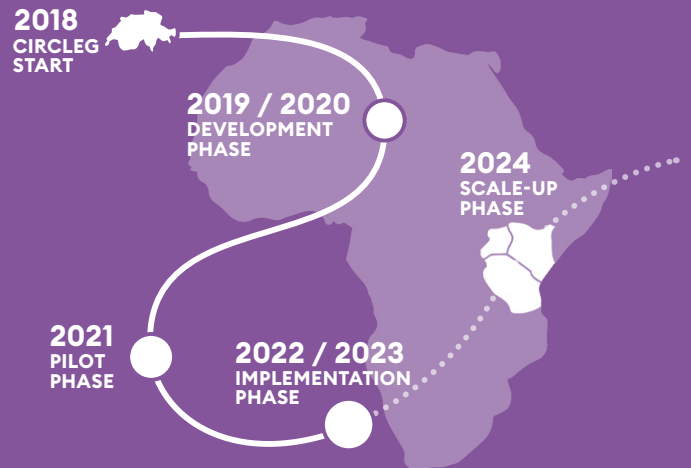 2018
CIRCLEG
START
2019 / 2020
DEVELOPMENT
PHASE
2024
SCALE-UP
PHASE
2021
PILOT
PHASE
2022 / 2023
IMPLEMENTATION
PHASE